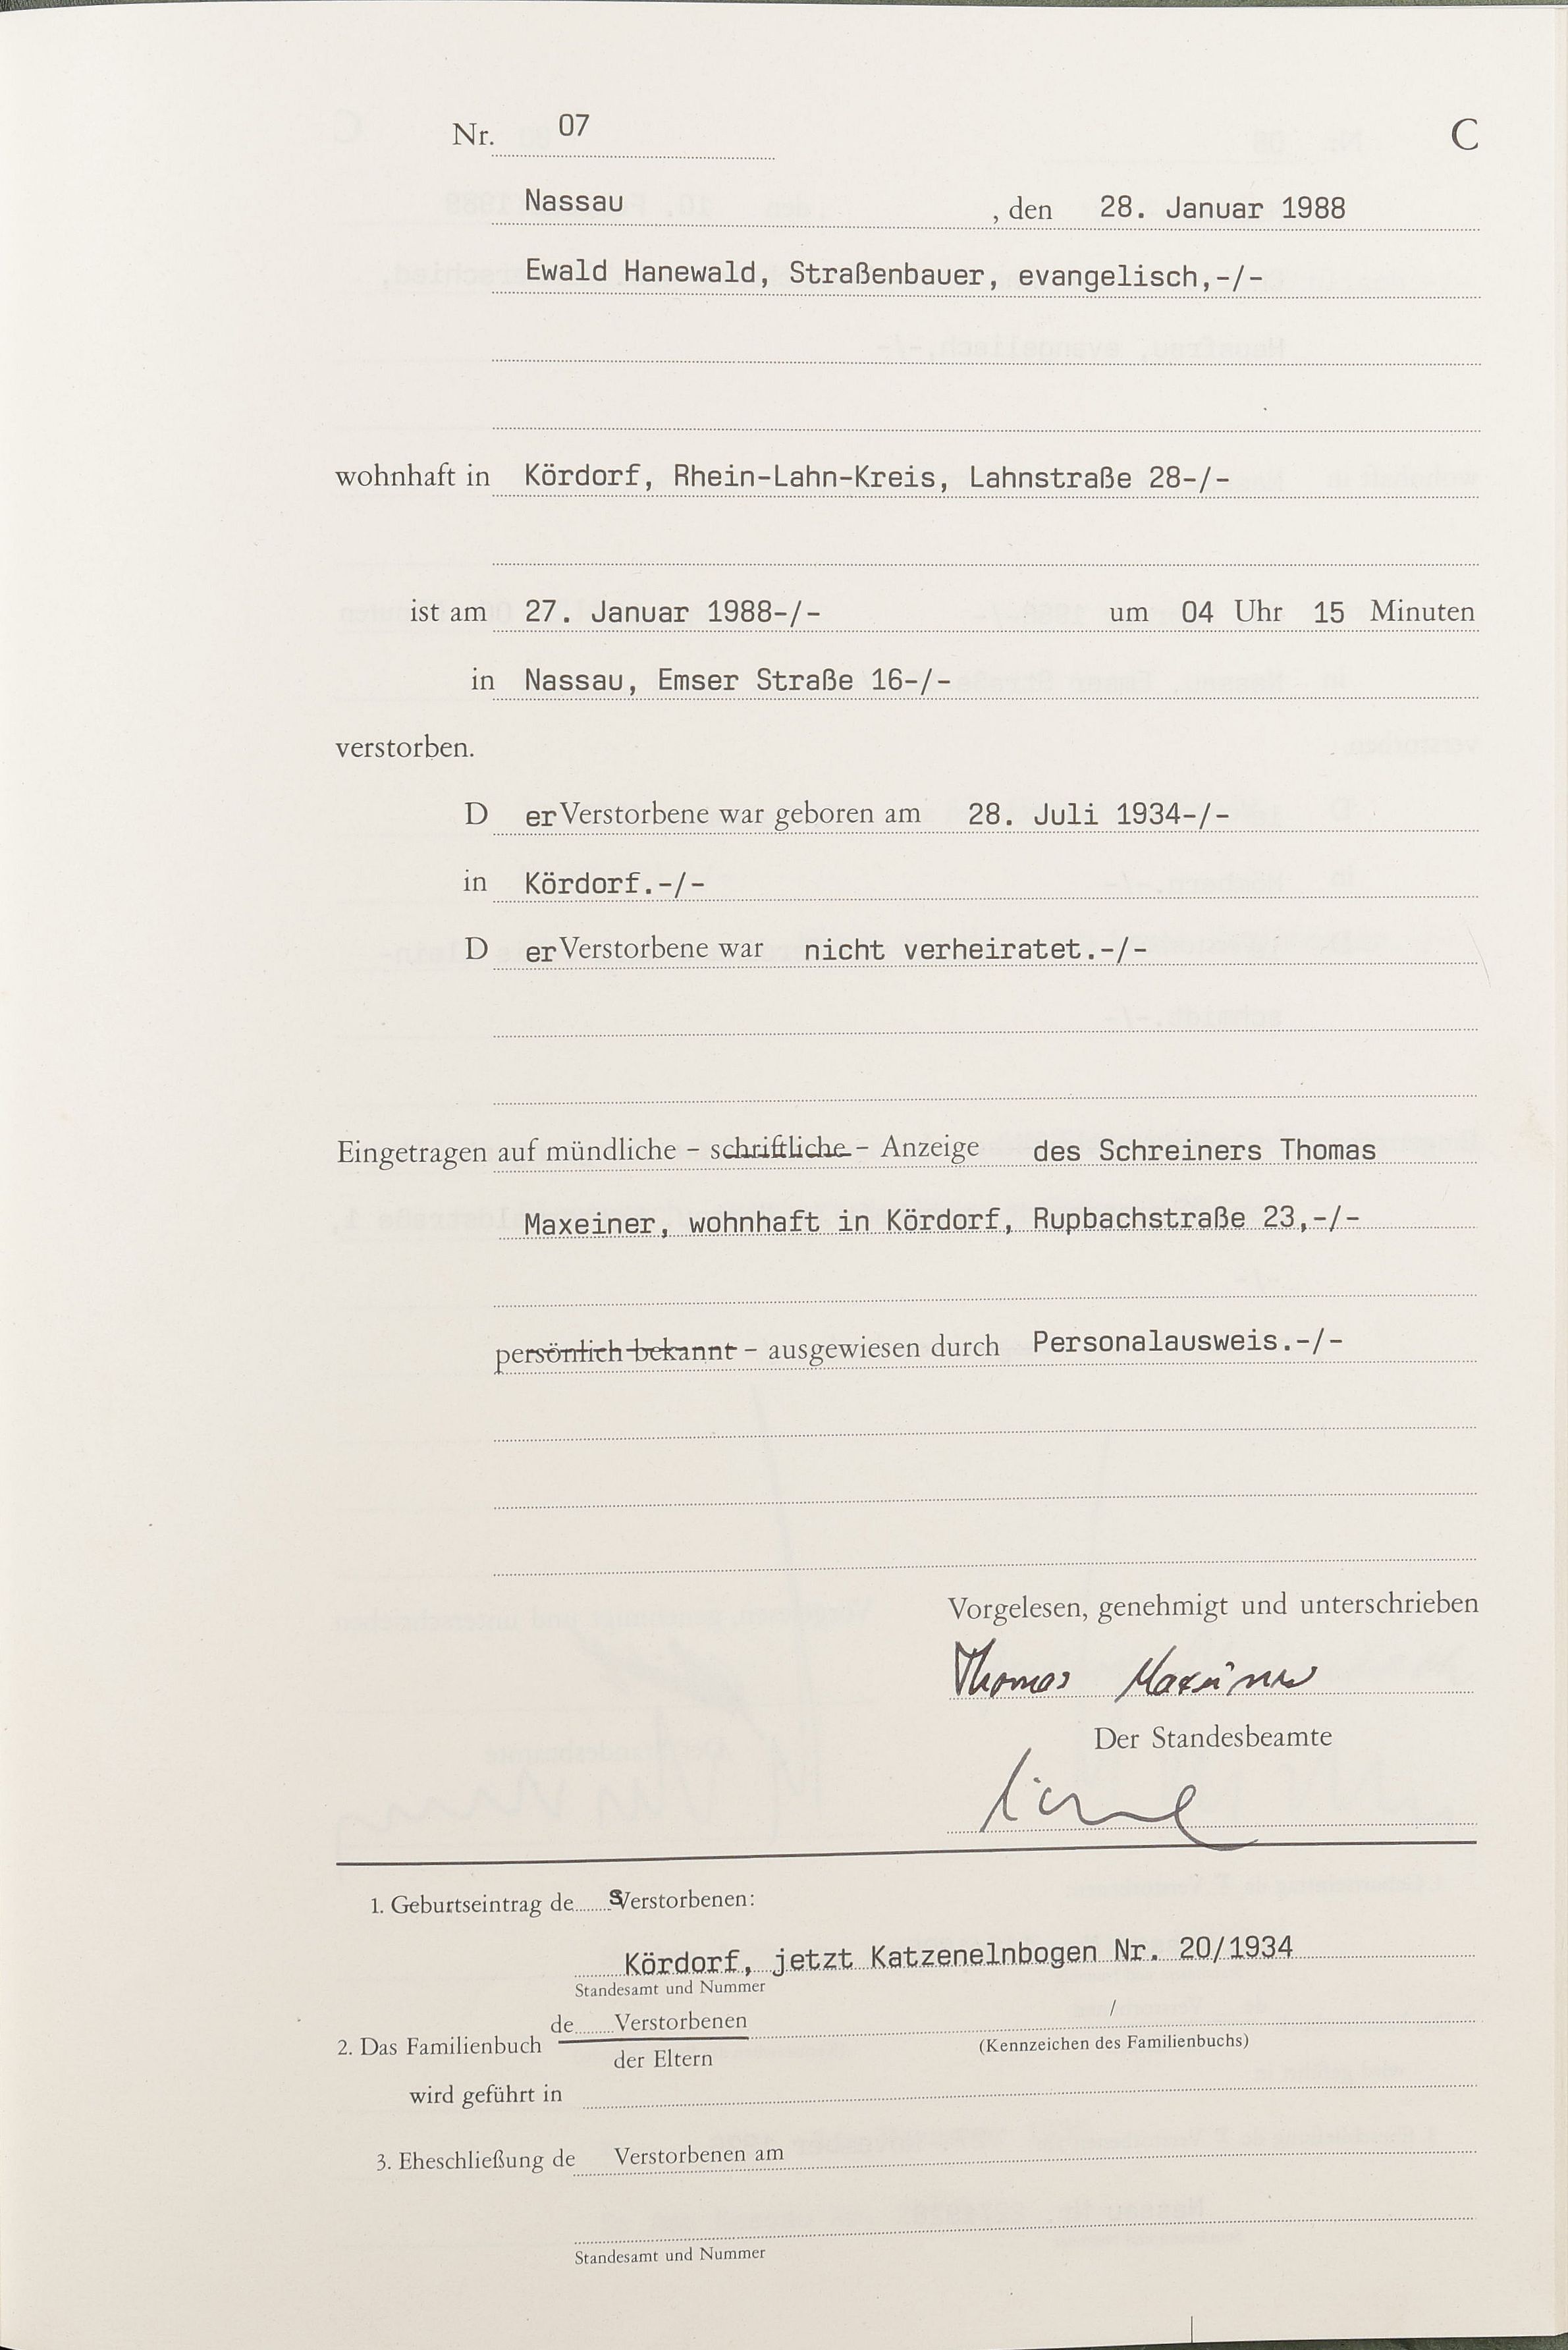 Nr. 07 C
Nassau, den 28. Januar 1988
Ewald Hanewald, Straßenbauer, evangelisch,-/-
wohnhaft in Kördorf, Rhein-Lahn-Kreis, Lahnstraße 28-/-
ist am 27. Januar 1988-/- um 04 Uhr 15 Minuten
in Nassau, Emser Straße 16-/-
verstorben.
D er Verstorbene war geboren am 28. Juli 1934-/-
in Kördorf.-/-
D er Verstorbene war nicht verheiratet.-/-
Eingetragen auf mündliche - schriftliche - Anzeige des Schreiners Thomas
Maxeiner, wohnhaft in Kördorf, Rupbachstraße 23,-/-
persönlich bekannt - ausgewiesen durch Personalausweis.-/-
Vorgelesen, genehmigt und unterschrieben
Thomas Maxeiner
Der Standesbeamte
1. Geburtseintrag de s Verstorbenen:
Kördorf, jetzt Katzenelnbogen Nr. 20/1934
Standesamt und Nummer
de Verstorbenen /
2. Das Familienbuch (Kennzeichen des Familienbuchs)
der Eltern
wird geführt in
3. Eheschließung de Verstorbenen am
Standesamt und Nummer